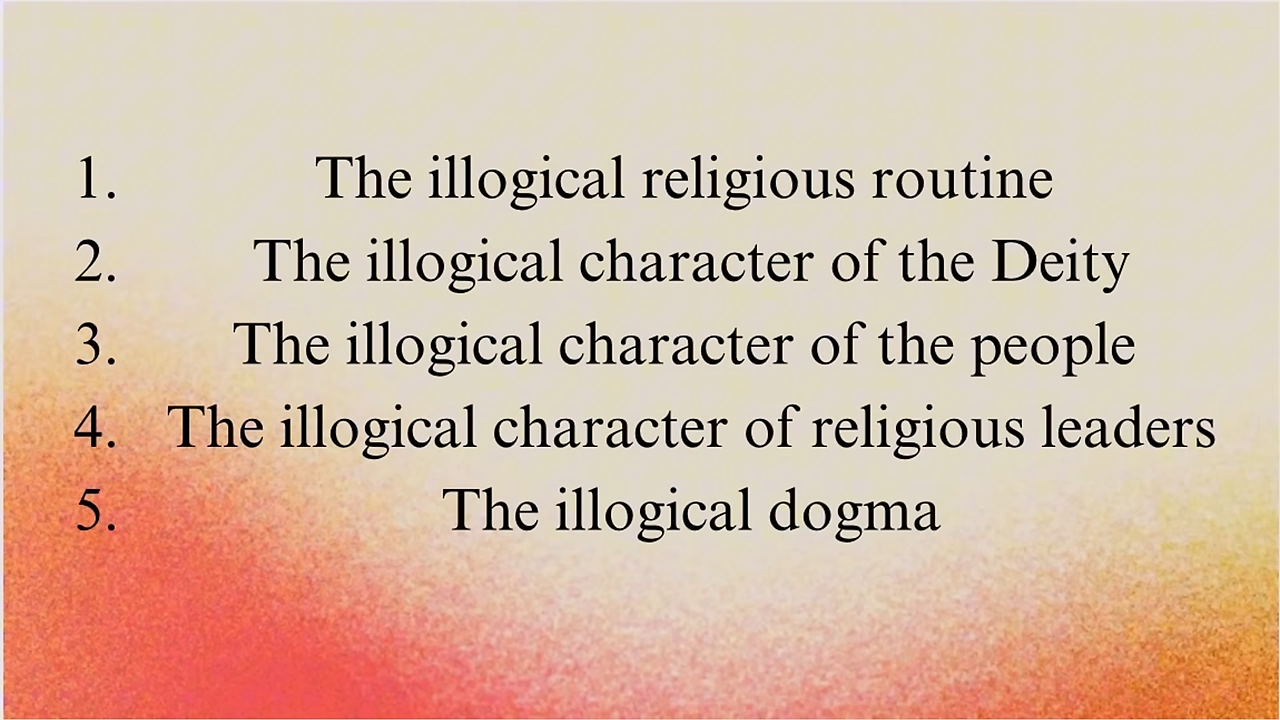 1. The illogical religious routine
2. The illogical character of the Deity
3. The illogical character of the people
4. The illogical character of religious leaders
5. The illogical dogma